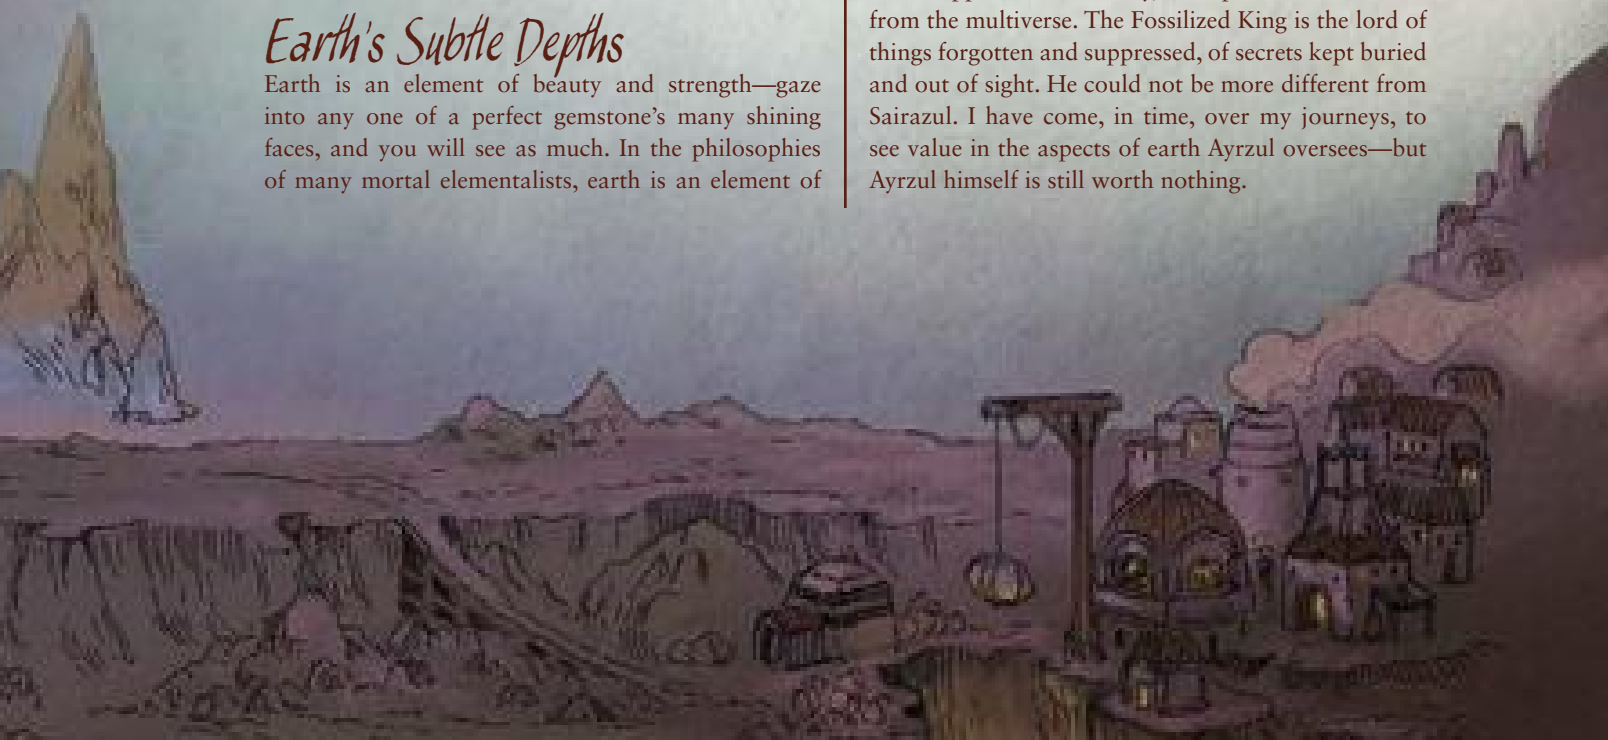 Earth's Subtle Depths
Earth is an element of beauty and strength—gaze
into any one of a perfect gemstone's many shining
faces, and you will see as much. In the philosophies
of many mortal elementalists, earth is an element of
from the multiverse. The Fossilized King is the lord of
things forgotten and suppressed, of secrets kept buried
and out of sight. He could not be more different from
Sairazul. I have come, in time, over my journeys, to
see value in the aspects of earth Ayrzul oversees—but
Ayrzul himself is still worth nothing.